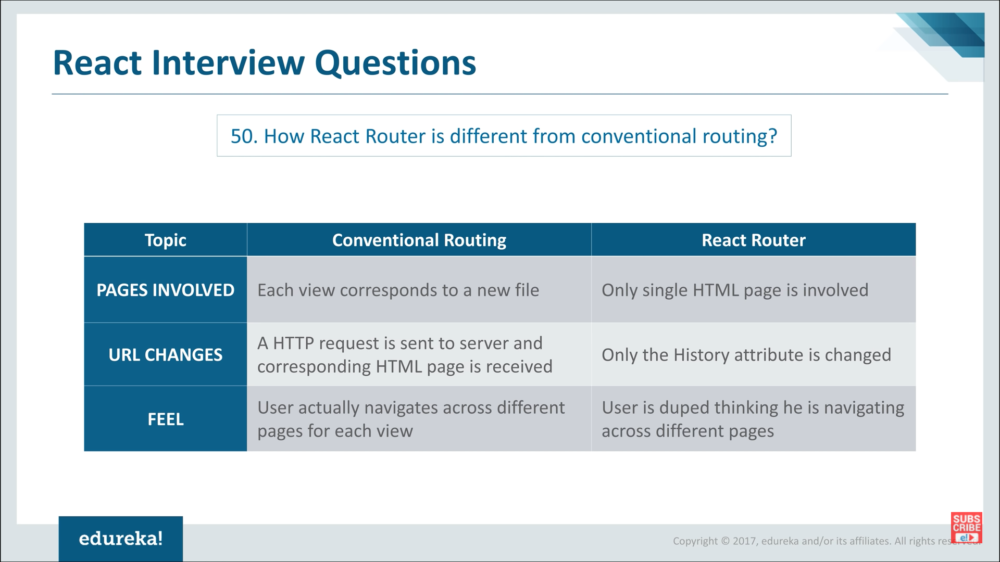 React Interview Questions
50. How React Router is different from conventional routing?
Topic Conventional Routing React Router
PAGES INVOLVED Each view corresponds to a new file Only single HTML page is involved
URL CHANGES A HTTP request is sent to server and
corresponding HTML page is received Only the History attribute is changed
FEEL User actually navigates across different
pages for each view User is duped thinking he is navigating
across different pages
edureka!
Copyright © 2017, edureka and/or its affiliates. All rights reserved.
SUBS
CRIBE
e!